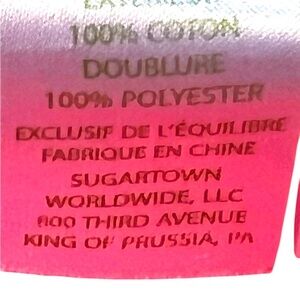 100% COTON
DOUBLURE
100% POLYESTER
EXCLUSIF DE L'ÉQUILIBRE
FABRIQUE EN CHINE
SUGARTOWN
WORLDWIDE, LLC
800 THIRD AVENUE
KING OF PRUSSIA, PA